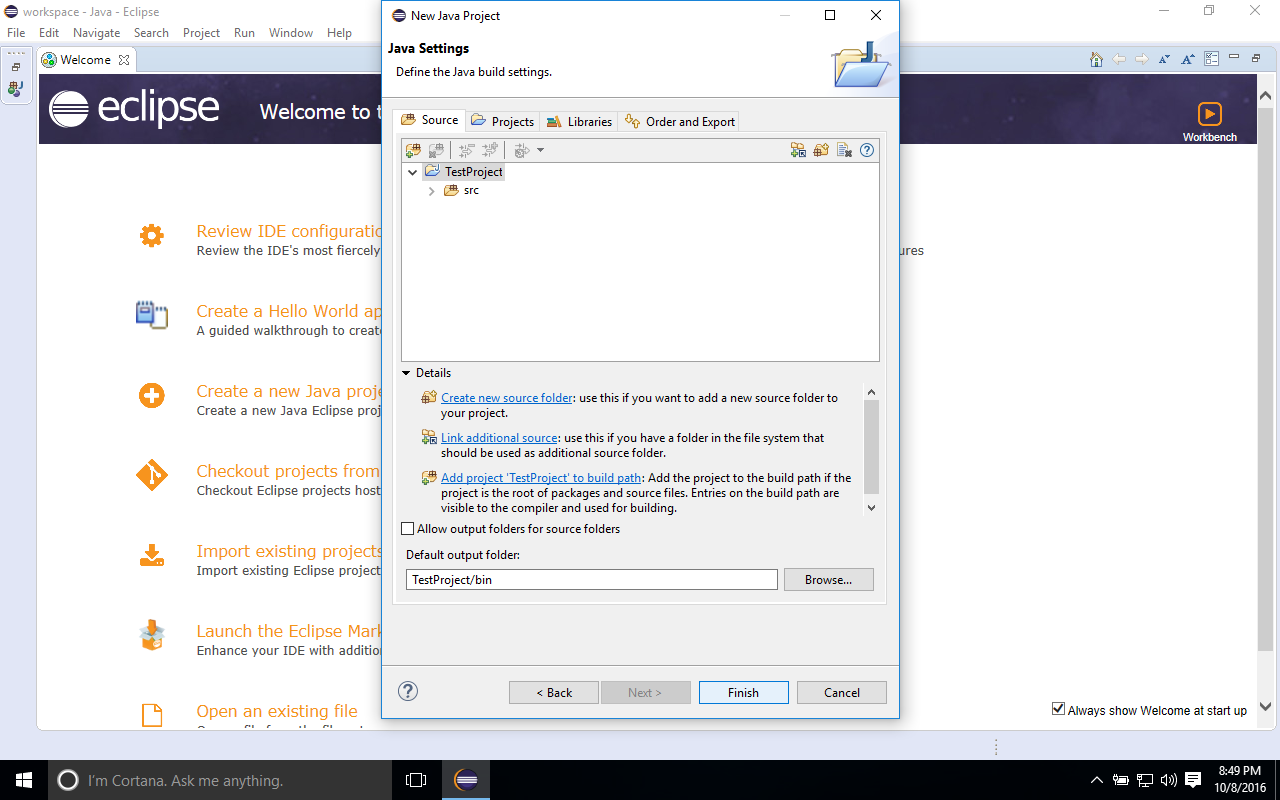 workspace - Java - Eclipse
File Edit Navigate Search Project Run Window Help
Welcome
eclipse
Welcome to t
Workbench
Review IDE configuratio
Review the IDE's most fiercely
ures
Create a Hello World ap
A guided walkthrough to create
Create a new Java proje
Create a new Java Eclipse proj
Checkout projects from
Checkout Eclipse projects host
Import existing projects
Import existing Eclipse project
Launch the Eclipse Mark
Enhance your IDE with addition
Open an existing file
Always show Welcome at start up
New Java Project
Java Settings
Define the Java build settings.
Source Projects Libraries Order and Export
TestProject
src
Details
Create new source folder: use this if you want to add a new source folder to
your project.
Link additional source: use this if you have a folder in the file system that
should be used as additional source folder.
Add project 'TestProject' to build path: Add the project to the build path if the
project is the root of packages and source files. Entries on the build path are
visible to the compiler and used for building.
Allow output folders for source folders
Default output folder:
TestProject/bin
Browse...
< Back Next > Finish Cancel
I'm Cortana. Ask me anything.
8:49 PM
10/8/2016